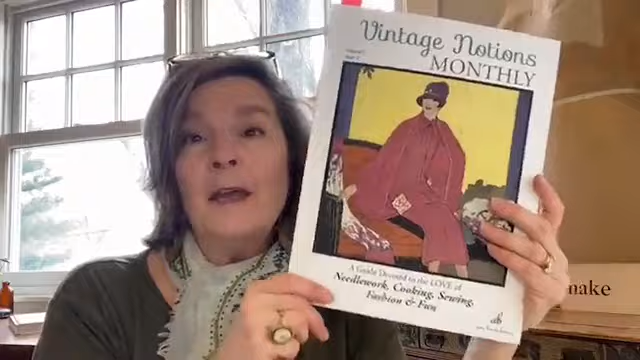 Vintage Notions
MONTHLY
A Guide Devoted to the LOVE of
Needlework, Cooking, Sewing,
Fashion & Fun
make